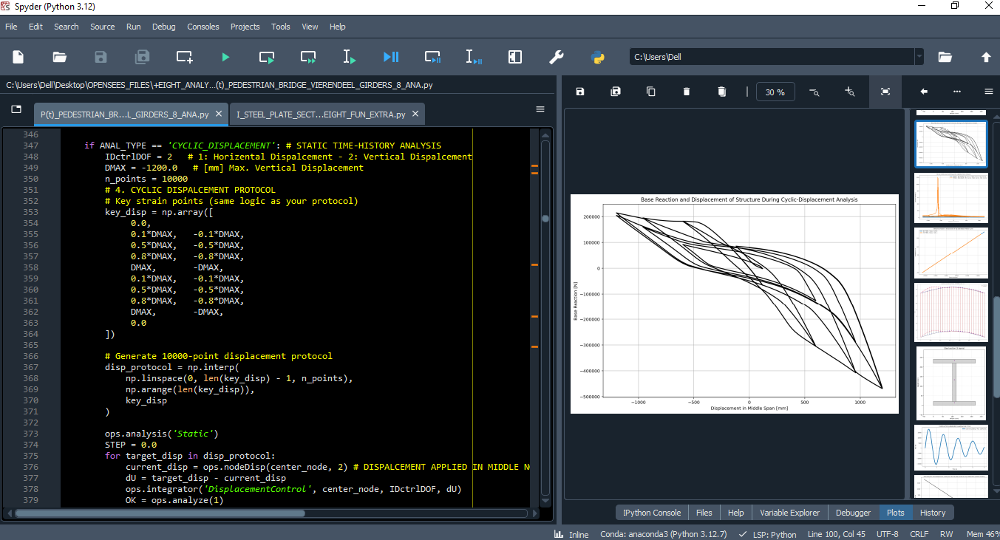 Spyder (Python 3.12)
File Edit Search Source Run Debug Consoles Projects Tools View Help
C:\Users\Dell
C:\Users\Dell\Desktop\OPENSEES_FILES\+EIGHT_ANALY...(t)_PEDESTRIAN_BRIDGE_VIERENDEEL_GIRDERS_8_ANA.py
P(t)_PEDESTRIAN_BR...L_GIRDERS_8_ANA.py I_STEEL_PLATE_SECT...EIGHT_FUN_EXTRA.py
30 %
346
347 if ANAL_TYPE == 'CYCLIC_DISPLACEMENT': # STATIC TIME-HISTORY ANALYSIS
348 IDctrlDOF = 2 # 1: Horizental Dispalcement - 2: Vertical Dispalcement
349 DMAX = -1200.0 # [mm] Max. Vertical Displacement
350 n_points = 10000
351 # 4. CYCLIC DISPALCEMENT PROTOCOL
352 # Key strain points (same logic as your protocol)
353 key_disp = np.array([
354 0.0,
355 0.1*DMAX, -0.1*DMAX,
356 0.5*DMAX, -0.5*DMAX,
357 0.8*DMAX, -0.8*DMAX,
358 DMAX, -DMAX,
359 0.1*DMAX, -0.1*DMAX,
360 0.5*DMAX, -0.5*DMAX,
361 0.8*DMAX, -0.8*DMAX,
362 DMAX, -DMAX,
363 0.0
364 ])
365
366 # Generate 10000-point displacement protocol
367 disp_protocol = np.interp(
368 np.linspace(0, len(key_disp) - 1, n_points),
369 np.arange(len(key_disp)),
370 key_disp
371 )
372
373 ops.analysis('Static')
374 STEP = 0.0
375 for target_disp in disp_protocol:
376 current_disp = ops.nodeDisp(center_node, 2) # DISPALCEMENT APPLIED IN MIDDLE N
377 dU = target_disp - current_disp
378 ops.integrator('DisplacementControl', center_node, IDctrlDOF, dU)
379 OK = ops.analyze(1)
Base Reaction and Displacement of Structure During Cyclic-Displacement Analysis
200000
100000
0
−100000
−200000
−300000
−400000
−500000
Base Reaction [N]
−1000 −500 0 500 1000
Displacement in Middle Span [mm]
IPython Console Files Help Variable Explorer Debugger Plots History
Inline Conda: anaconda3 (Python 3.12.7) LSP: Python Line 100, Col 45 UTF-8 CRLF RW Mem 46%